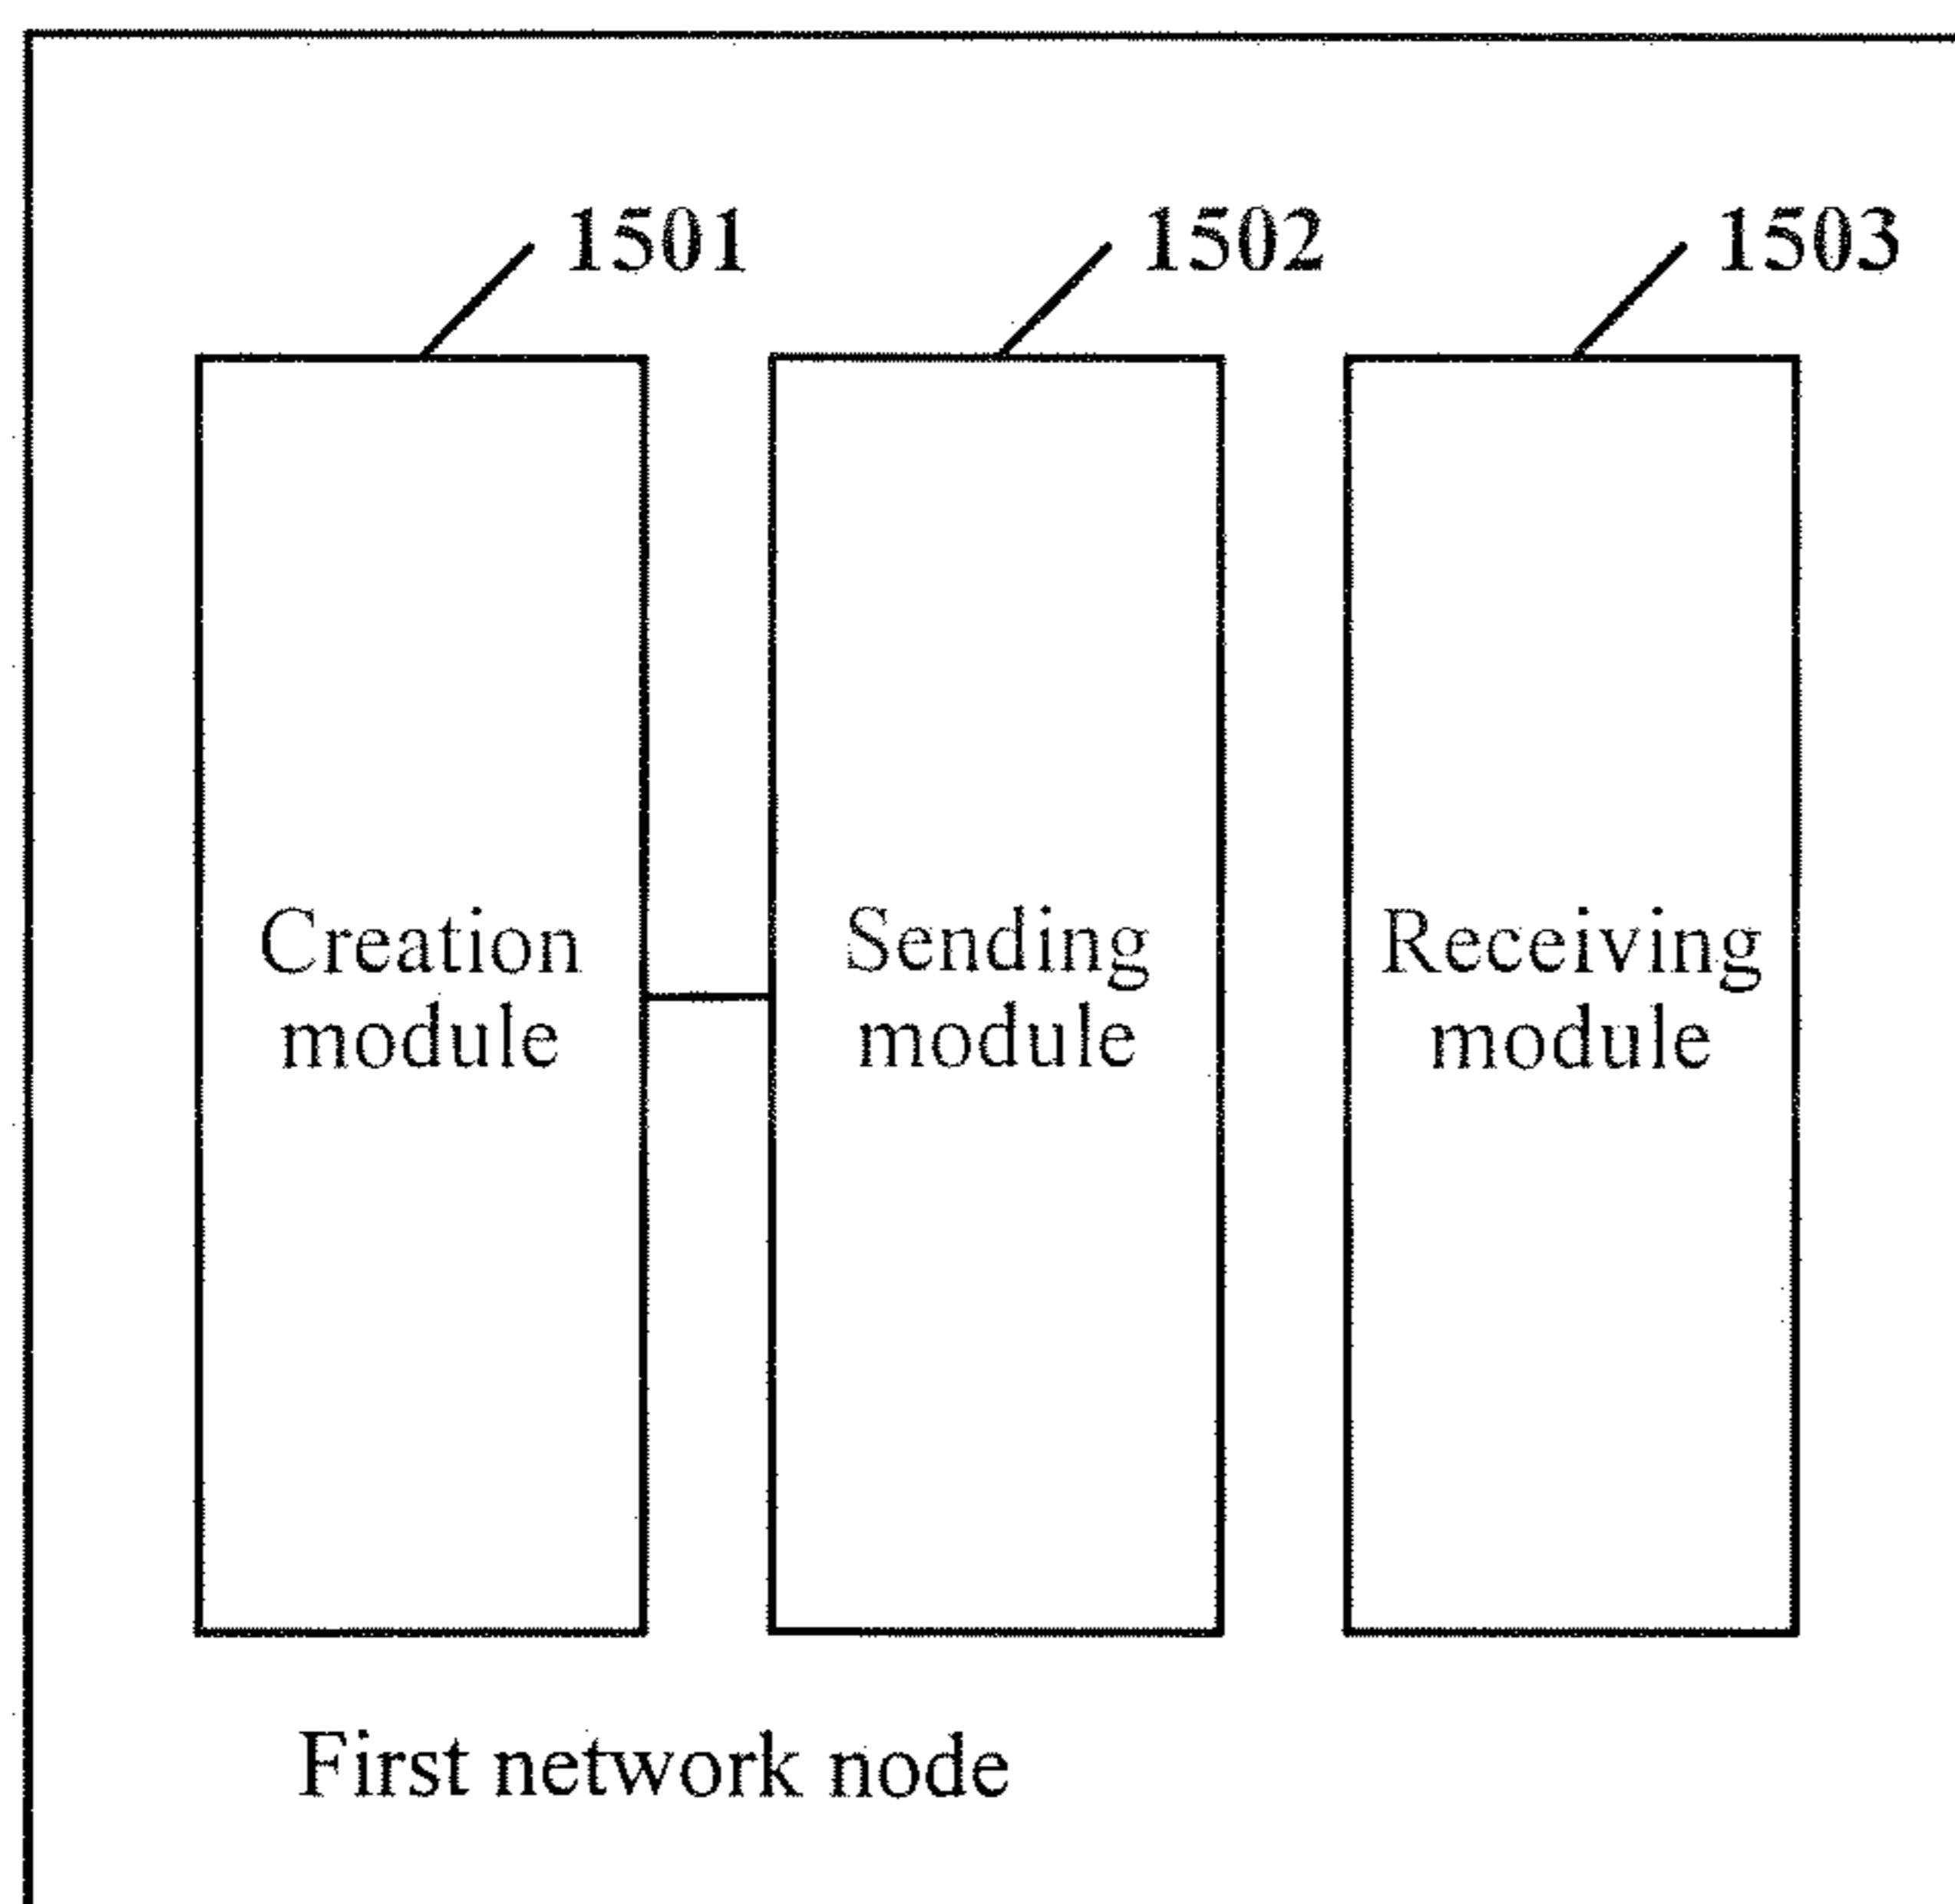 1501
1502
1503
Creation
module
Sending
module
Receiving
module
First network node